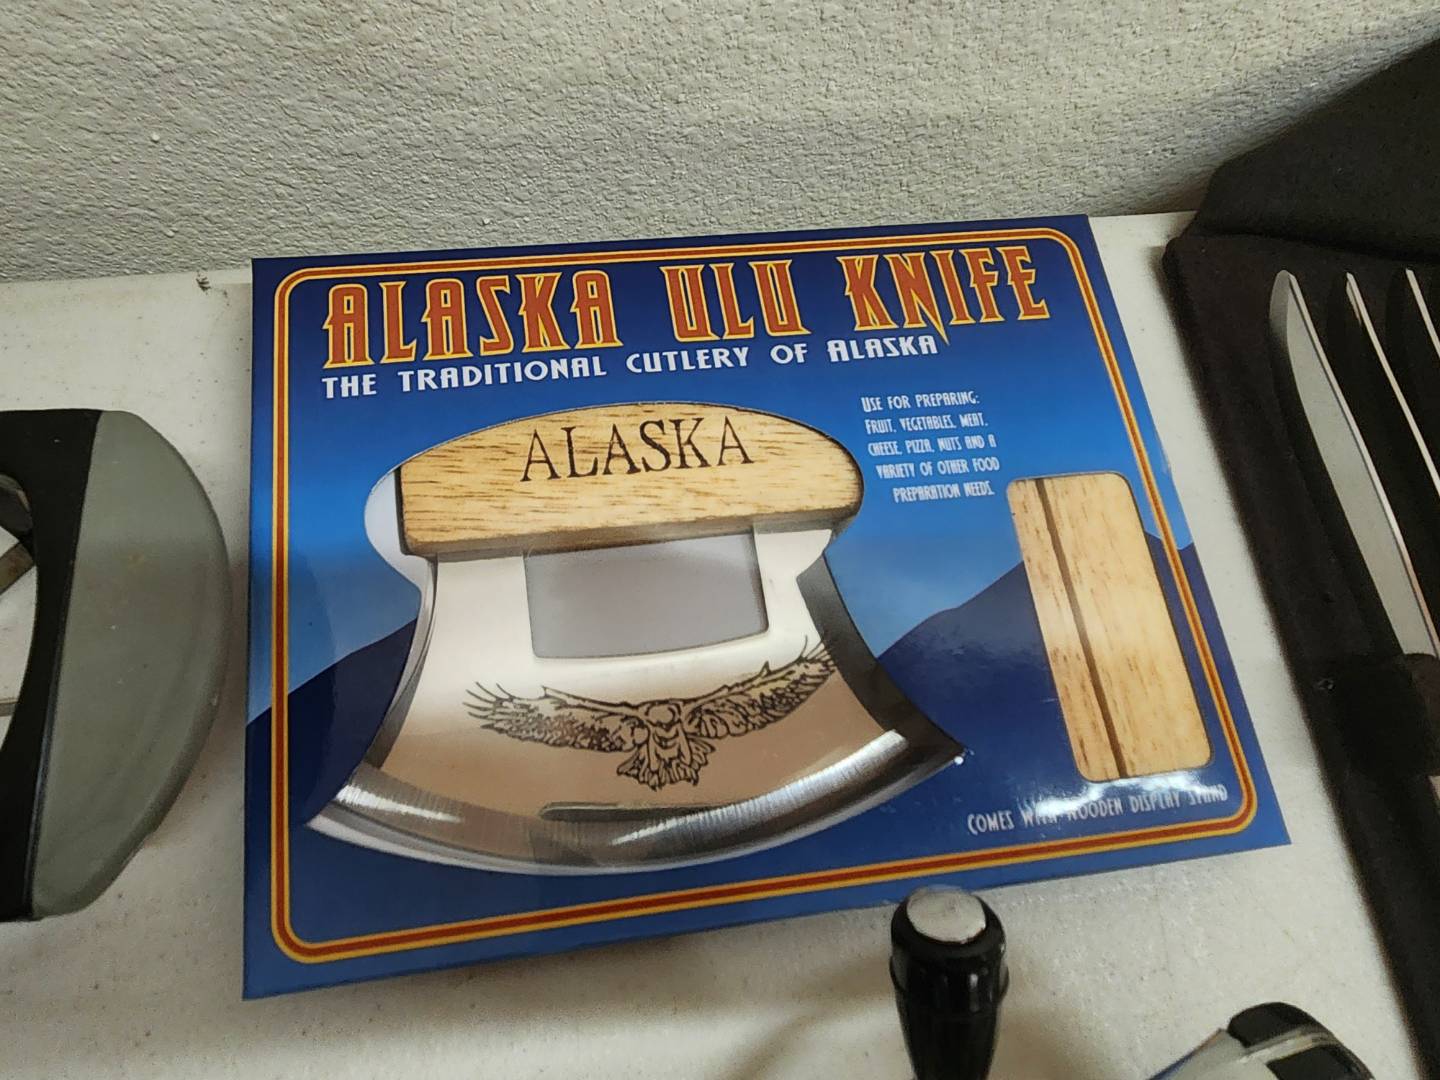 ALASKA ULU KNIFE
THE TRADITIONAL CUTLERY OF ALASKA
USE FOR PREPARING:
FRUIT, VEGETABLES, MEAT,
CHEESE, PIZZA, NUTS AND A
VARIETY OF OTHER FOOD
PREPARATION NEEDS.
ALASKA
COMES WITH WOODEN DISPLAY STAND